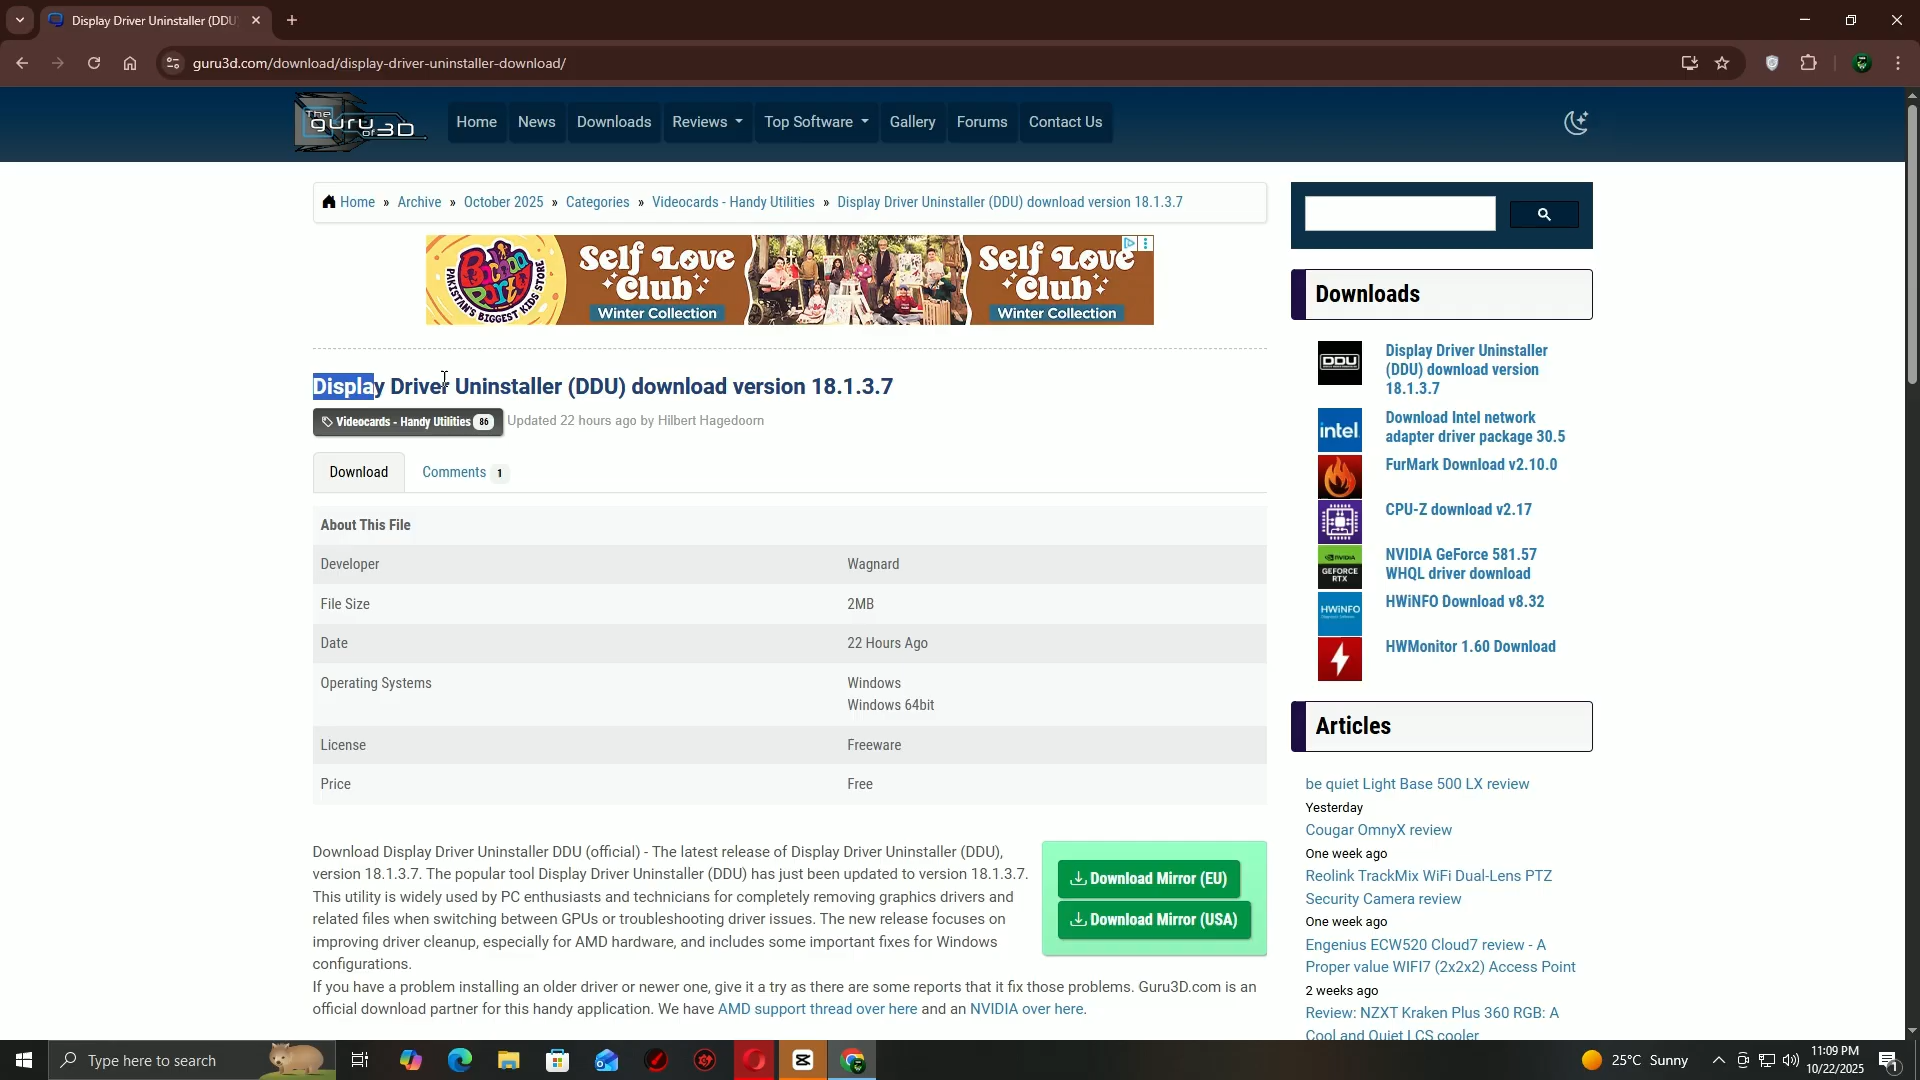 Display Driver Uninstaller (DDU
guru3d.com/download/display-driver-uninstaller-download/
The guru of 3D
Home News Downloads Reviews Top Software Gallery Forums Contact Us
Home » Archive » October 2025 » Categories » Videocards - Handy Utilities » Display Driver Uninstaller (DDU) download version 18.1.3.7
Bachaa Party
PAKISTAN'S BIGGEST KIDS STORE
Self Love Club
Winter Collection
Self Love Club
Winter Collection
Display Driver Uninstaller (DDU) download version 18.1.3.7
Videocards - Handy Utilities 86 Updated 22 hours ago by Hilbert Hagedoorn
Download Comments 1
About This File
Developer Wagnard
File Size 2MB
Date 22 Hours Ago
Operating Systems Windows
Windows 64bit
License Freeware
Price Free
Download Display Driver Uninstaller DDU (official) - The latest release of Display Driver Uninstaller (DDU),
version 18.1.3.7. The popular tool Display Driver Uninstaller (DDU) has just been updated to version 18.1.3.7.
This utility is widely used by PC enthusiasts and technicians for completely removing graphics drivers and
related files when switching between GPUs or troubleshooting driver issues. The new release focuses on
improving driver cleanup, especially for AMD hardware, and includes some important fixes for Windows
configurations.
If you have a problem installing an older driver or newer one, give it a try as there are some reports that it fix those problems. Guru3D.com is an
official download partner for this handy application. We have AMD support thread over here and an NVIDIA over here.
Download Mirror (EU)
Download Mirror (USA)
Downloads
DDU
Display Driver Uninstaller
(DDU) download version
18.1.3.7
intel.
Download Intel network
adapter driver package 30.5
FurMark Download v2.10.0
CPU-Z download v2.17
NVIDIA
GEFORCE
RTX
NVIDIA GeForce 581.57
WHQL driver download
HWiNFO
HWiNFO Download v8.32
HWMonitor 1.60 Download
Articles
be quiet Light Base 500 LX review
Yesterday
Cougar OmnyX review
One week ago
Reolink TrackMix WiFi Dual-Lens PTZ
Security Camera review
One week ago
Engenius ECW520 Cloud7 review - A
Proper value WIFI7 (2x2x2) Access Point
2 weeks ago
Review: NZXT Kraken Plus 360 RGB: A
Cool and Quiet LCS cooler
Type here to search
25°C Sunny
11:09 PM
10/22/2025
1